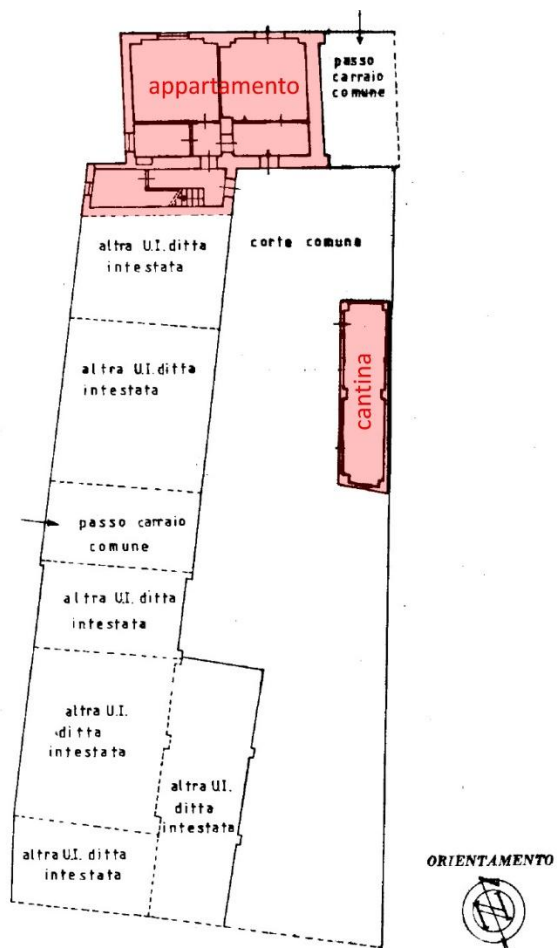 passo
carraio
comune
appartamento
altra U.I. ditta
intestata
corte comune
altra U.I. ditta
intestata
cantina
passo carraio
comune
altra U.I. ditta
intestata
altra U.I.
ditta
intestata
altra U.I.
ditta
intestata
altra U.I. ditta
intestata
ORIENTAMENTO
N